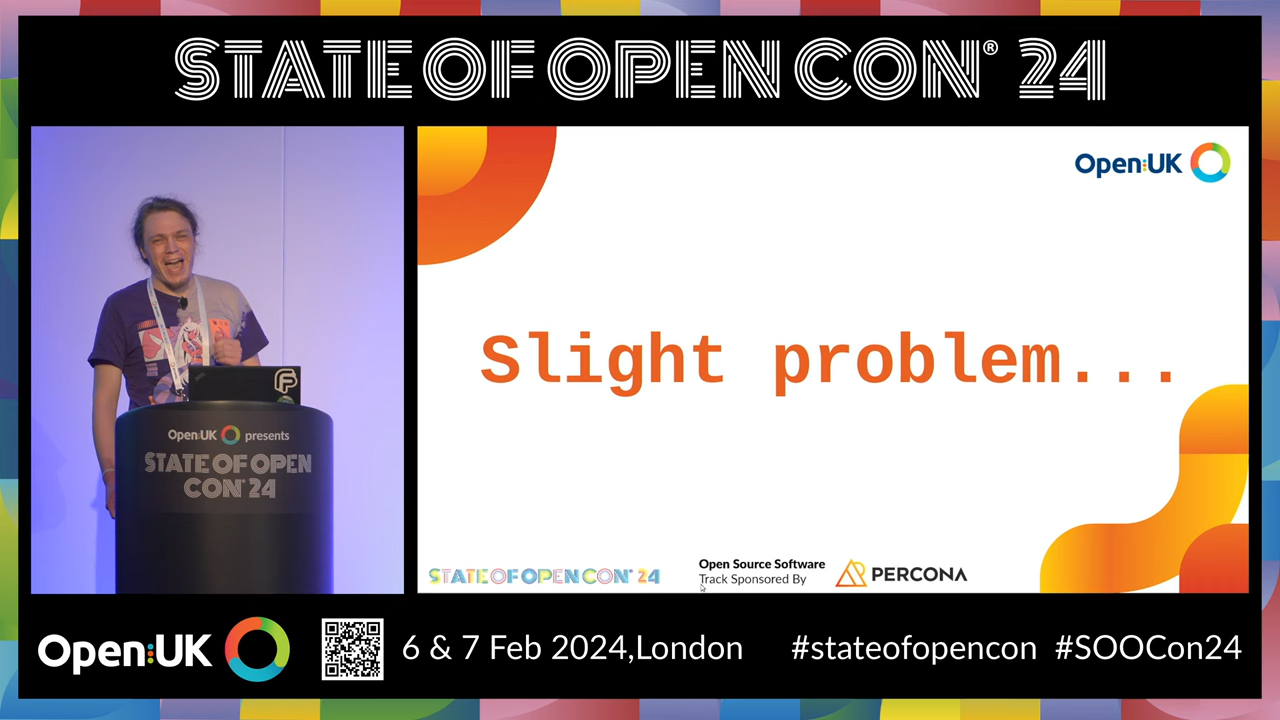 STATE OF OPEN CON® 24
Open:UK
Slight problem...
Open:UK presents
STATE OF OPEN
CON® 24
STATE OF OPEN CON® 24
Open Source Software
Track Sponsored By
PERCONA
Open:UK
6 & 7 Feb 2024,London
#stateofopencon #SOOCon24